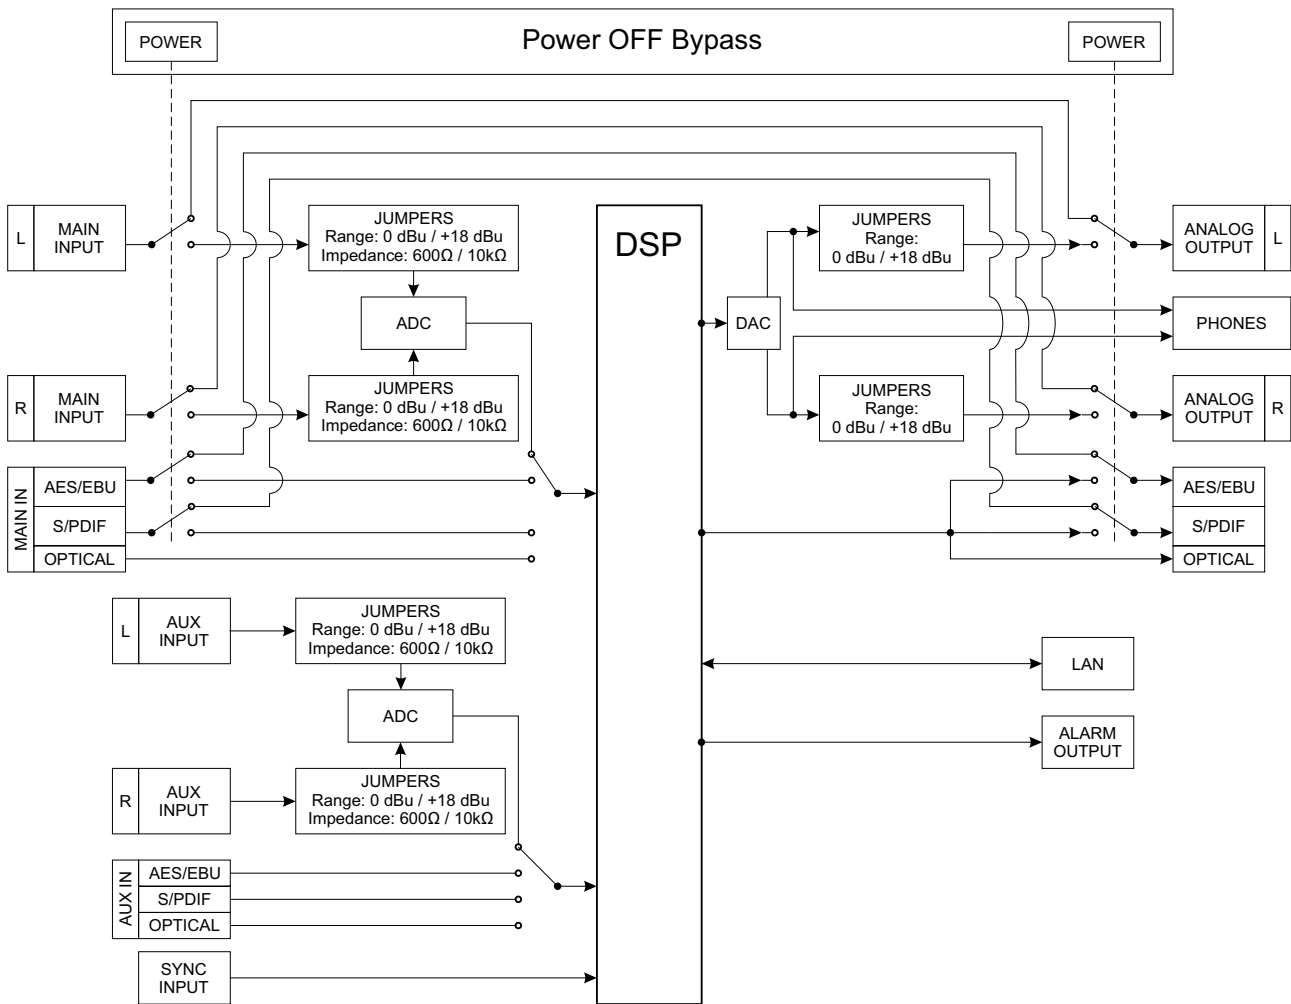 POWER
Power OFF Bypass
POWER
L
MAIN
INPUT
JUMPERS
Range: 0 dBu / +18 dBu
Impedance: 600Ω / 10kΩ
ADC
R
MAIN
INPUT
JUMPERS
Range: 0 dBu / +18 dBu
Impedance: 600Ω / 10kΩ
MAIN IN
AES/EBU
S/PDIF
OPTICAL
L
AUX
INPUT
JUMPERS
Range: 0 dBu / +18 dBu
Impedance: 600Ω / 10kΩ
ADC
R
AUX
INPUT
JUMPERS
Range: 0 dBu / +18 dBu
Impedance: 600Ω / 10kΩ
AUX IN
AES/EBU
S/PDIF
OPTICAL
SYNC
INPUT
DSP
DAC
JUMPERS
Range:
0 dBu / +18 dBu
JUMPERS
Range:
0 dBu / +18 dBu
ANALOG
OUTPUT
L
PHONES
ANALOG
OUTPUT
R
AES/EBU
S/PDIF
OPTICAL
LAN
ALARM
OUTPUT